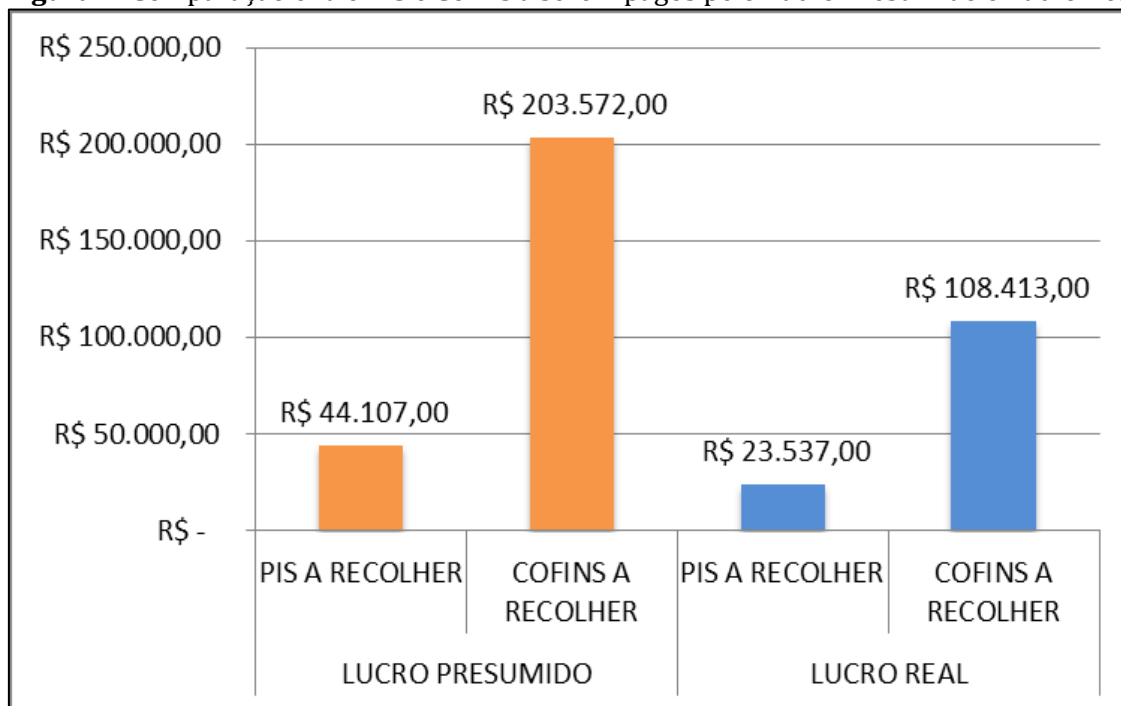 R$ 250.000,00
R$ 200.000,00
R$ 150.000,00
R$ 100.000,00
R$ 50.000,00
R$ -
R$ 44.107,00
R$ 203.572,00
R$ 23.537,00
R$ 108.413,00
PIS A RECOLHER
COFINS A
RECOLHER
PIS A RECOLHER
COFINS A
RECOLHER
LUCRO PRESUMIDO
LUCRO REAL